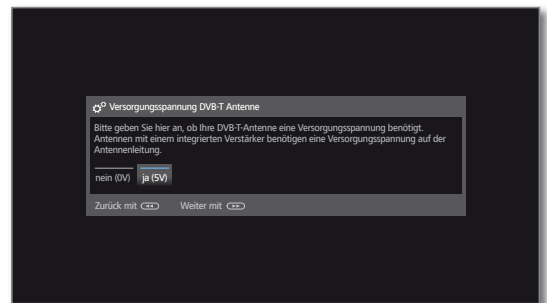 Versorgungsspannung DVB-T Antenne
Bitte geben Sie hier an, ob Ihre DVB-T-Antenne eine Versorgungsspannung benötigt.
Antennen mit einem integrierten Verstärker benötigen eine Versorgungsspannung auf der
Antennenleitung.
nein (0V) ja (5V)
Zurück mit Weiter mit